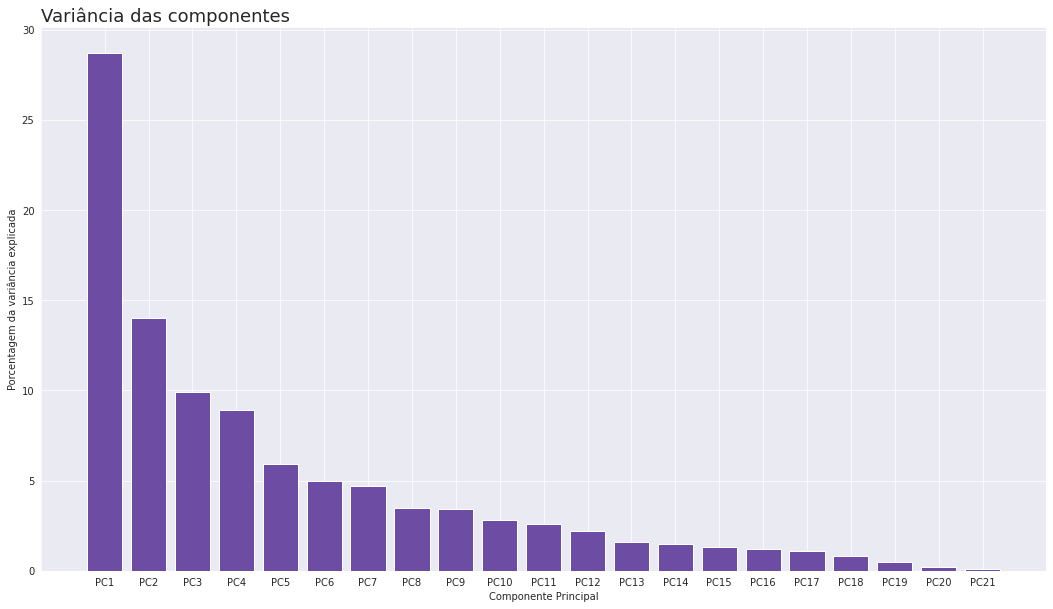 Variância das componentes
30
25
20
15
10
5
0
Porcentagem da variância explicada
PC1 PC2 PC3 PC4 PC5 PC6 PC7 PC8 PC9 PC10 PC11 PC12 PC13 PC14 PC15 PC16 PC17 PC18 PC19 PC20 PC21
Componente Principal